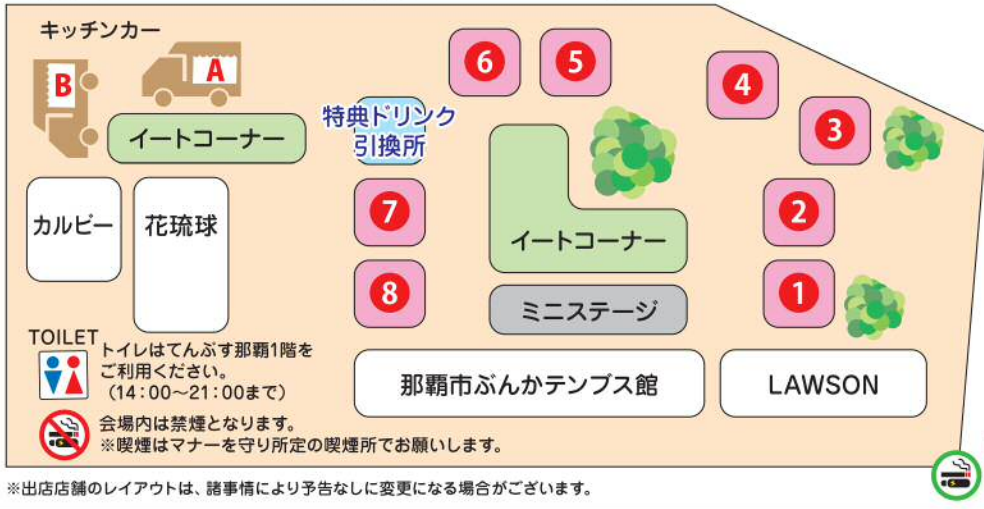 キッチンカー
B
A
イートコーナー
特典ドリンク
引換所
6
5
4
3
カルビー
花琉球
7
イートコーナー
2
8
ミニステージ
1
TOILET
トイレはてんぶす那覇1階を
ご利用ください。
（14：00～21：00まで）
那覇市ぶんかテンブス館
LAWSON
会場内は禁煙となります。
※喫煙はマナーを守り所定の喫煙所でお願いします。
※出店店舗のレイアウトは、諸事情により予告なしに変更になる場合がございます。